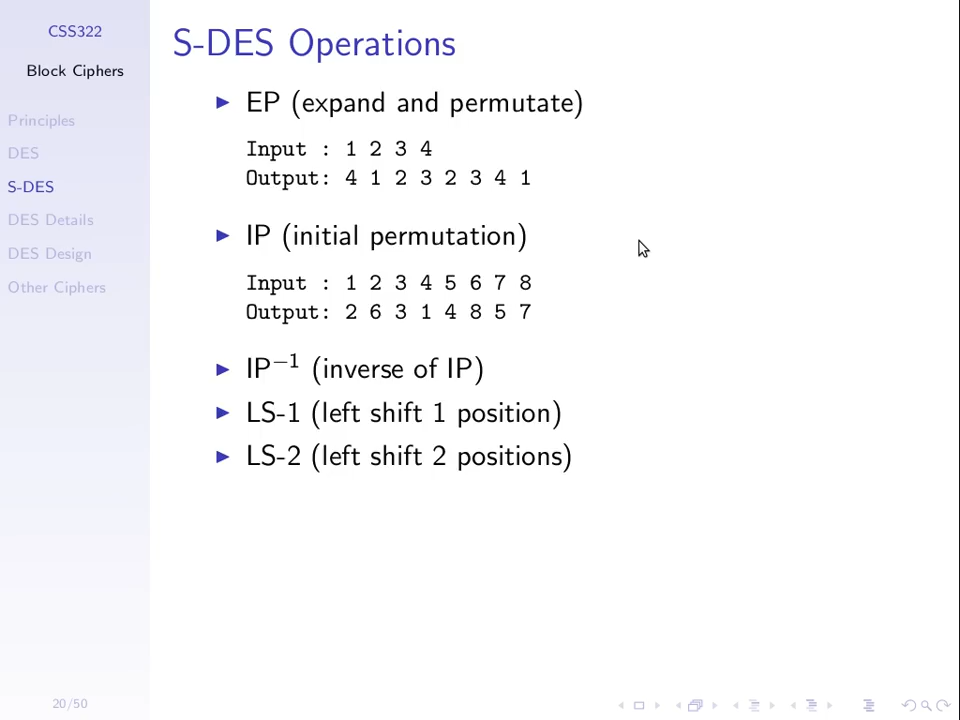 CSS322
Block Ciphers
Principles
DES
S-DES
DES Details
DES Design
Other Ciphers
20/50
S-DES Operations
EP (expand and permutate)
Input : 1 2 3 4
Output: 4 1 2 3 2 3 4 1
IP (initial permutation)
Input : 1 2 3 4 5 6 7 8
Output: 2 6 3 1 4 8 5 7
IP⁻¹ (inverse of IP)
LS-1 (left shift 1 position)
LS-2 (left shift 2 positions)